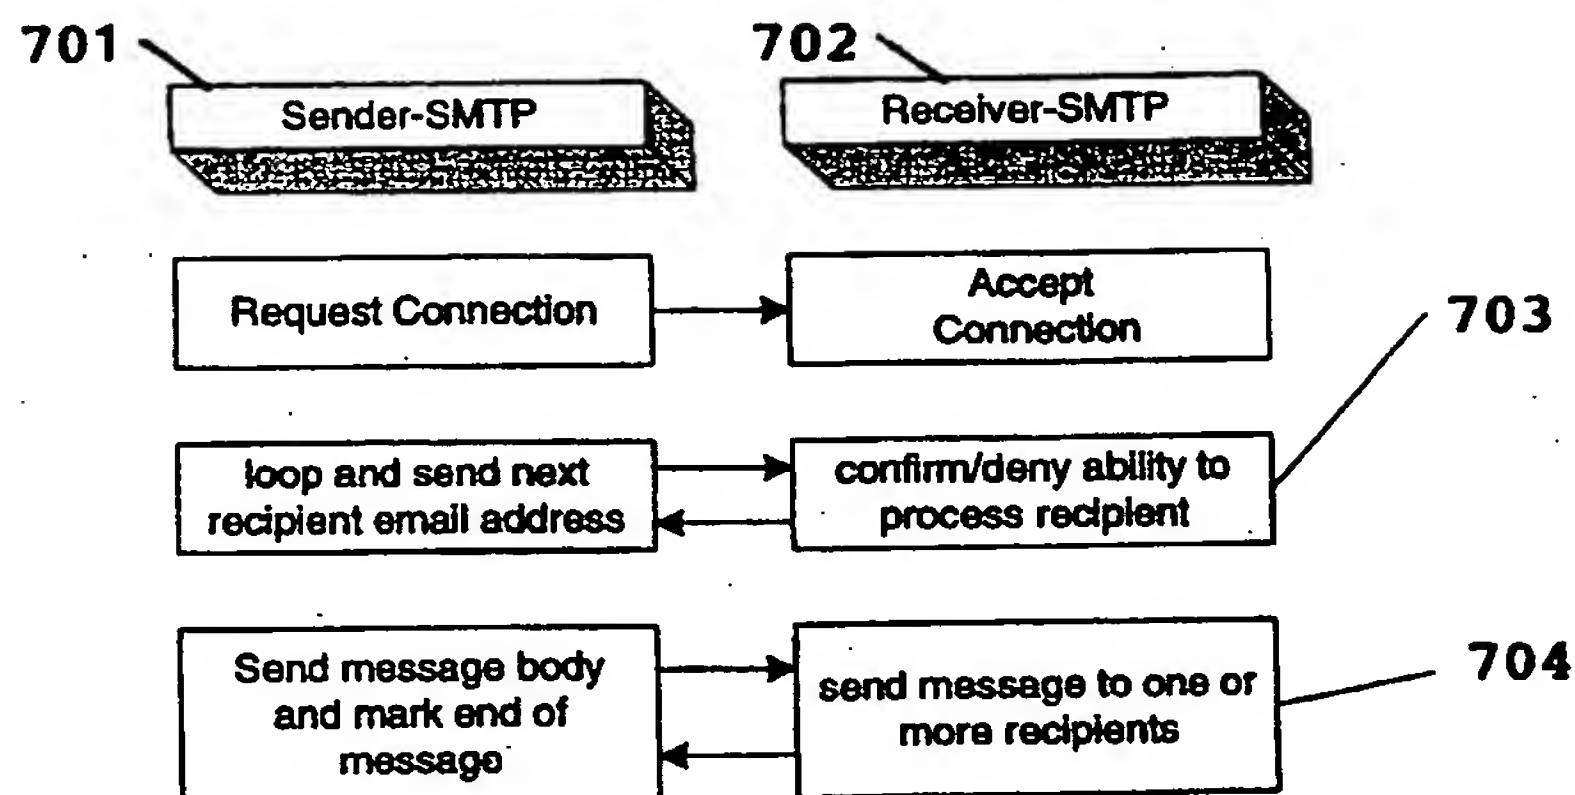 701
702
Sender-SMTP
Receiver-SMTP
Request Connection
Accept
Connection
703
loop and send next
recipient email address
confirm/deny ability to
process recipient
Send message body
and mark end of
message
send message to one or
more recipients
704